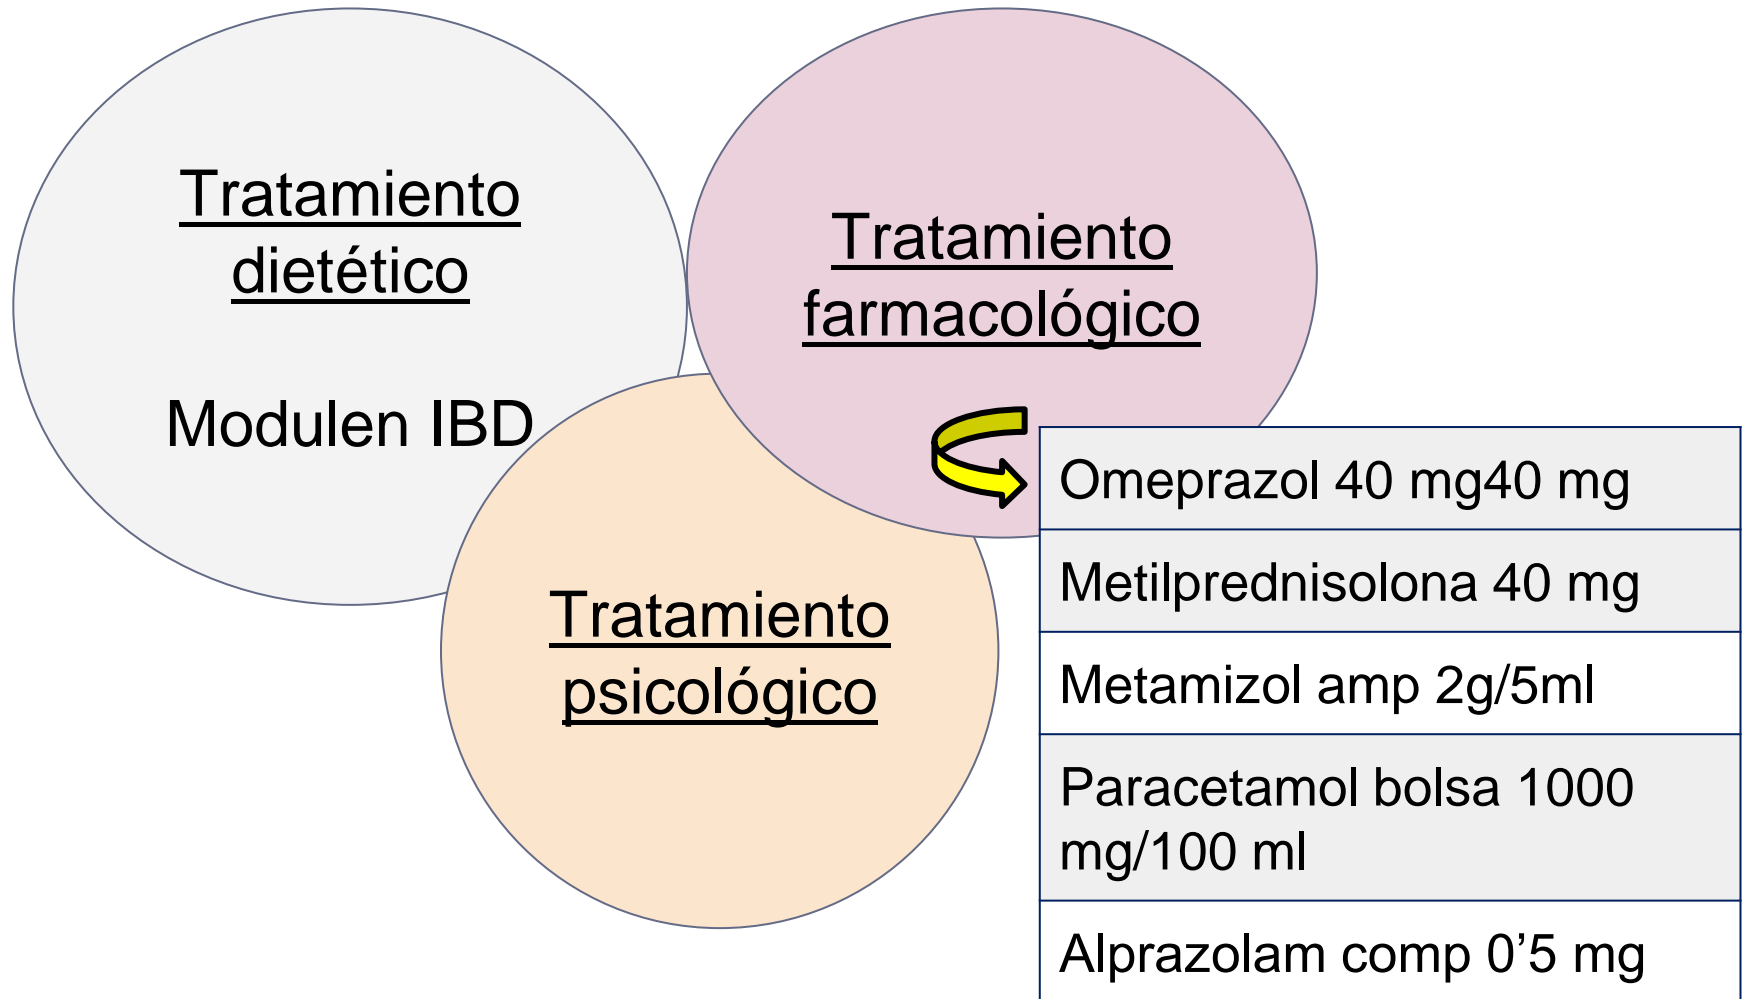 Tratamiento
dietético
Modulen IBD
Tratamiento
farmacológico
Tratamiento
psicológico
Omeprazol 40 mg40 mg
Metilprednisolona 40 mg
Metamizol amp 2g/5ml
Paracetamol bolsa 1000
mg/100 ml
Alprazolam comp 0’5 mg